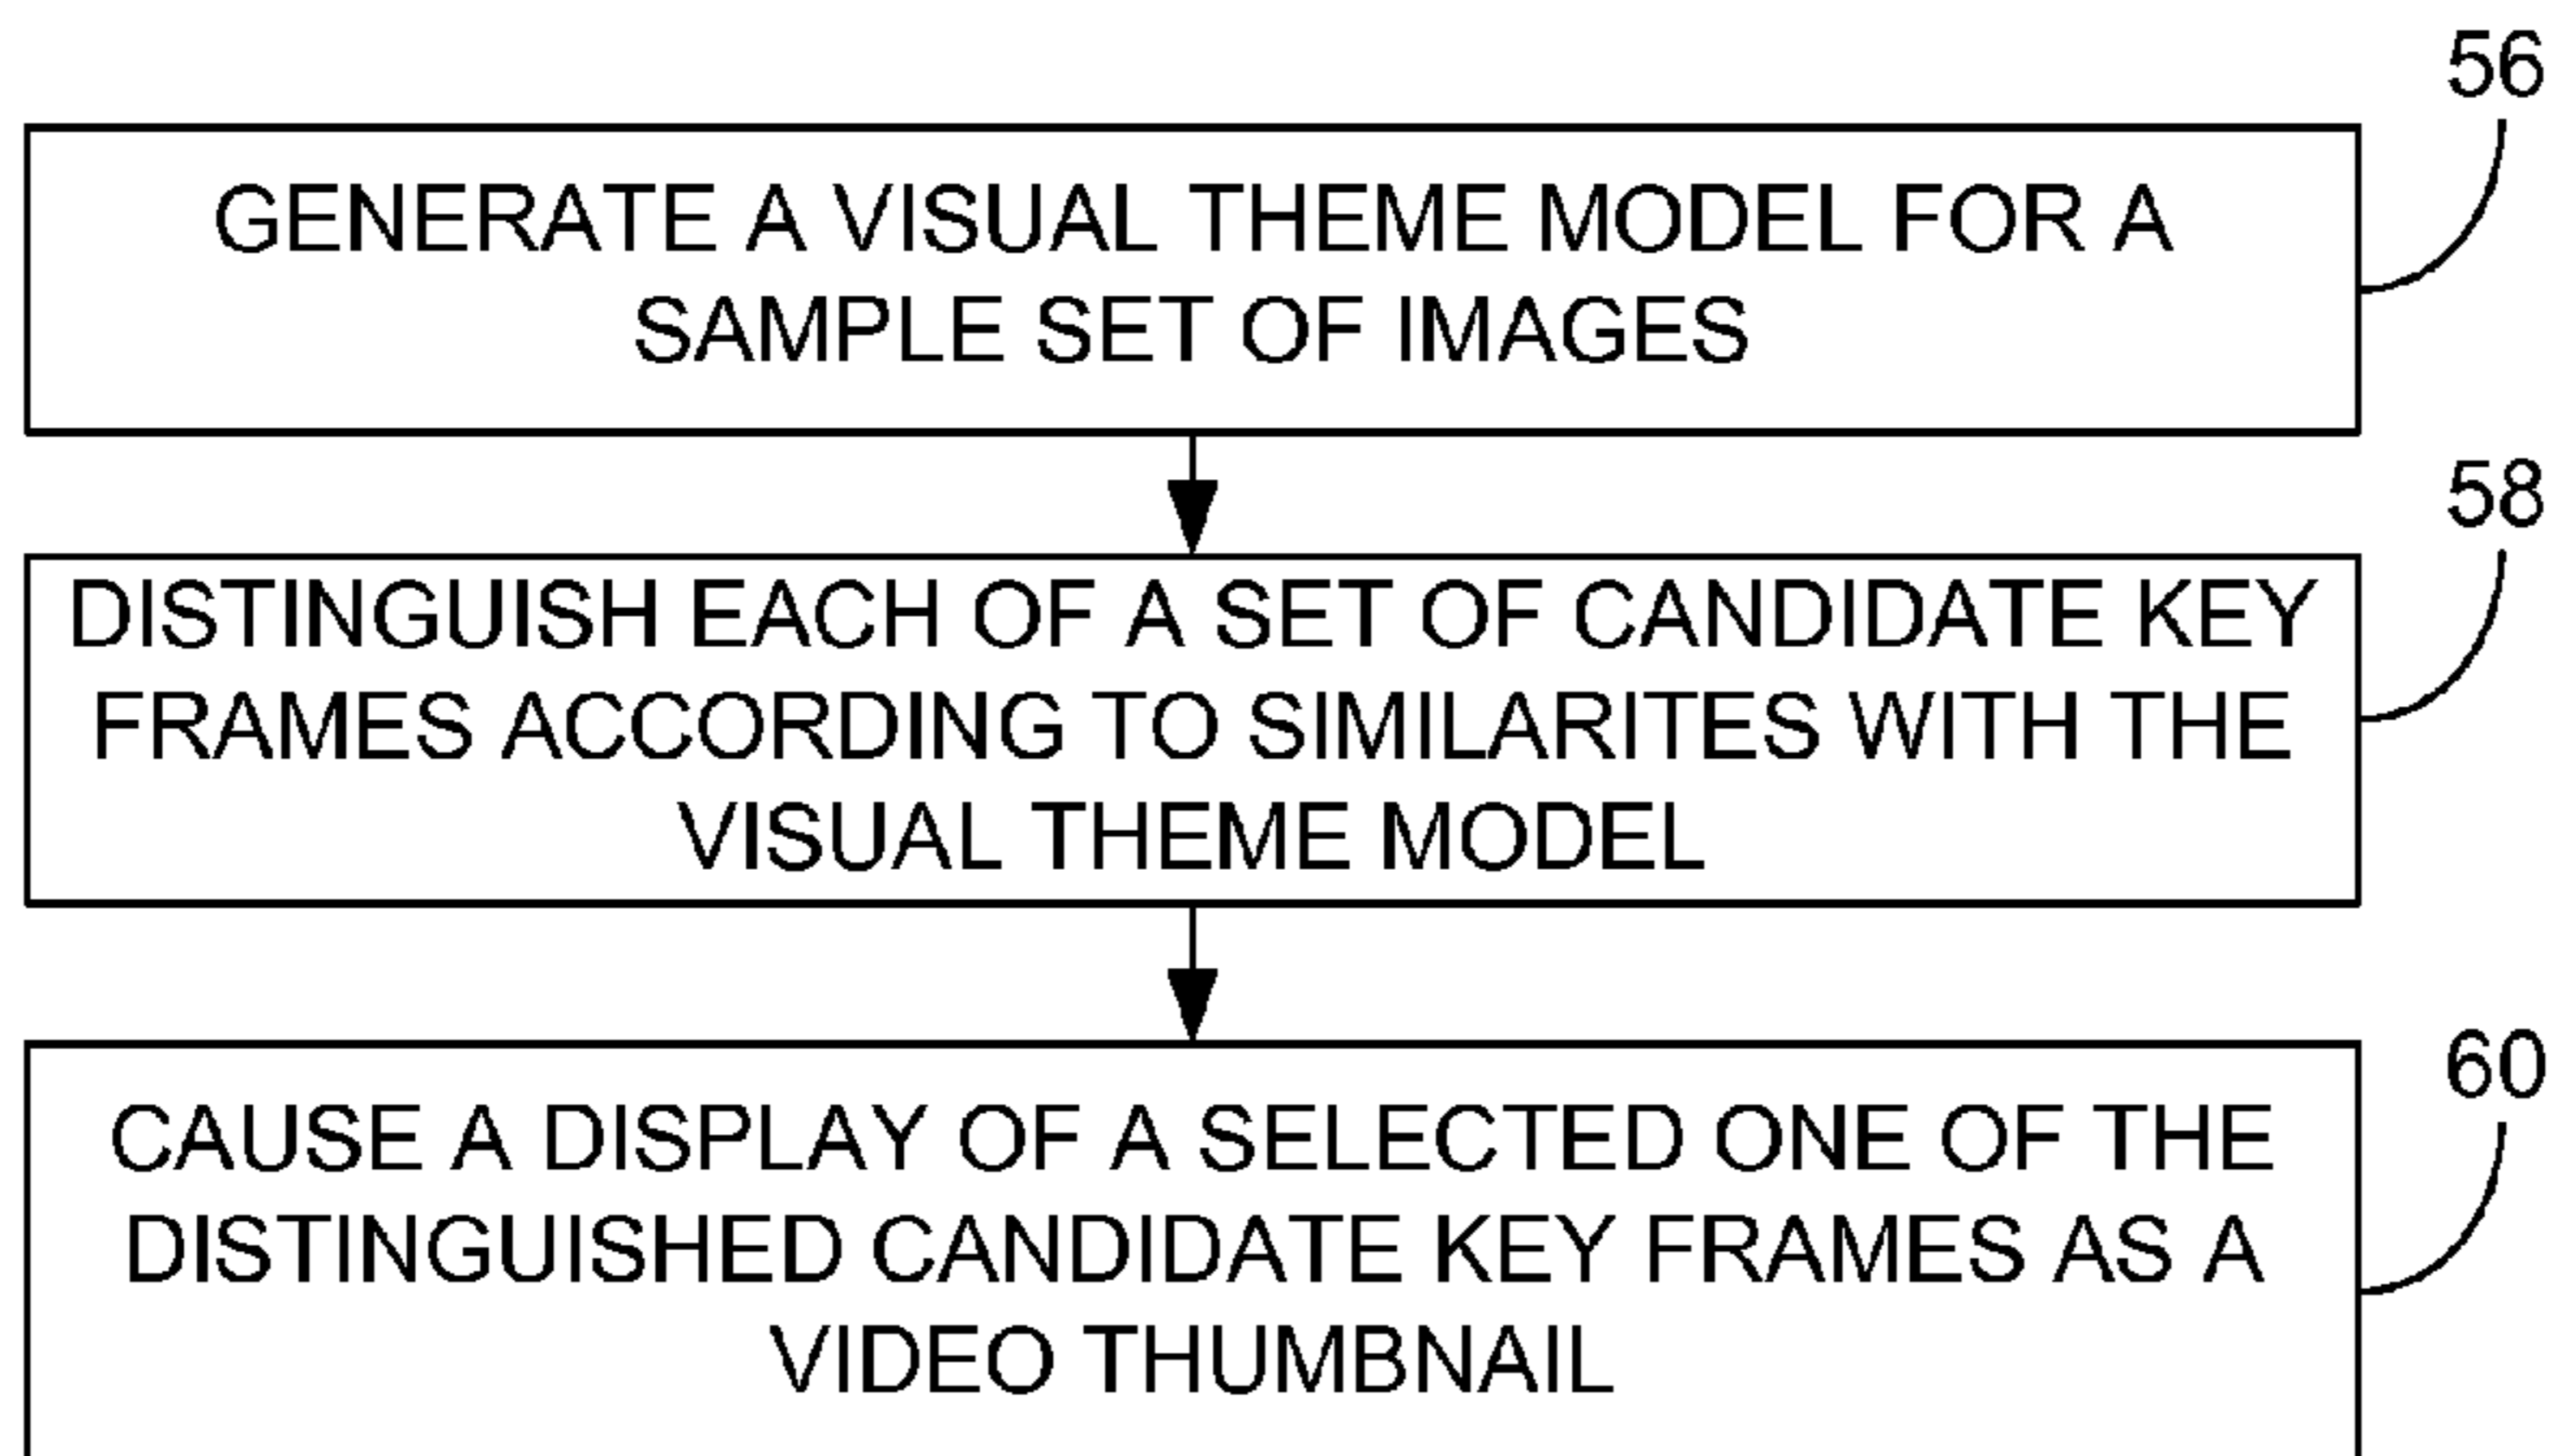 56
GENERATE A VISUAL THEME MODEL FOR A
SAMPLE SET OF IMAGES
58
DISTINGUISH EACH OF A SET OF CANDIDATE KEY
FRAMES ACCORDING TO SIMILARITES WITH THE
VISUAL THEME MODEL
60
CAUSE A DISPLAY OF A SELECTED ONE OF THE
DISTINGUISHED CANDIDATE KEY FRAMES AS A
VIDEO THUMBNAIL